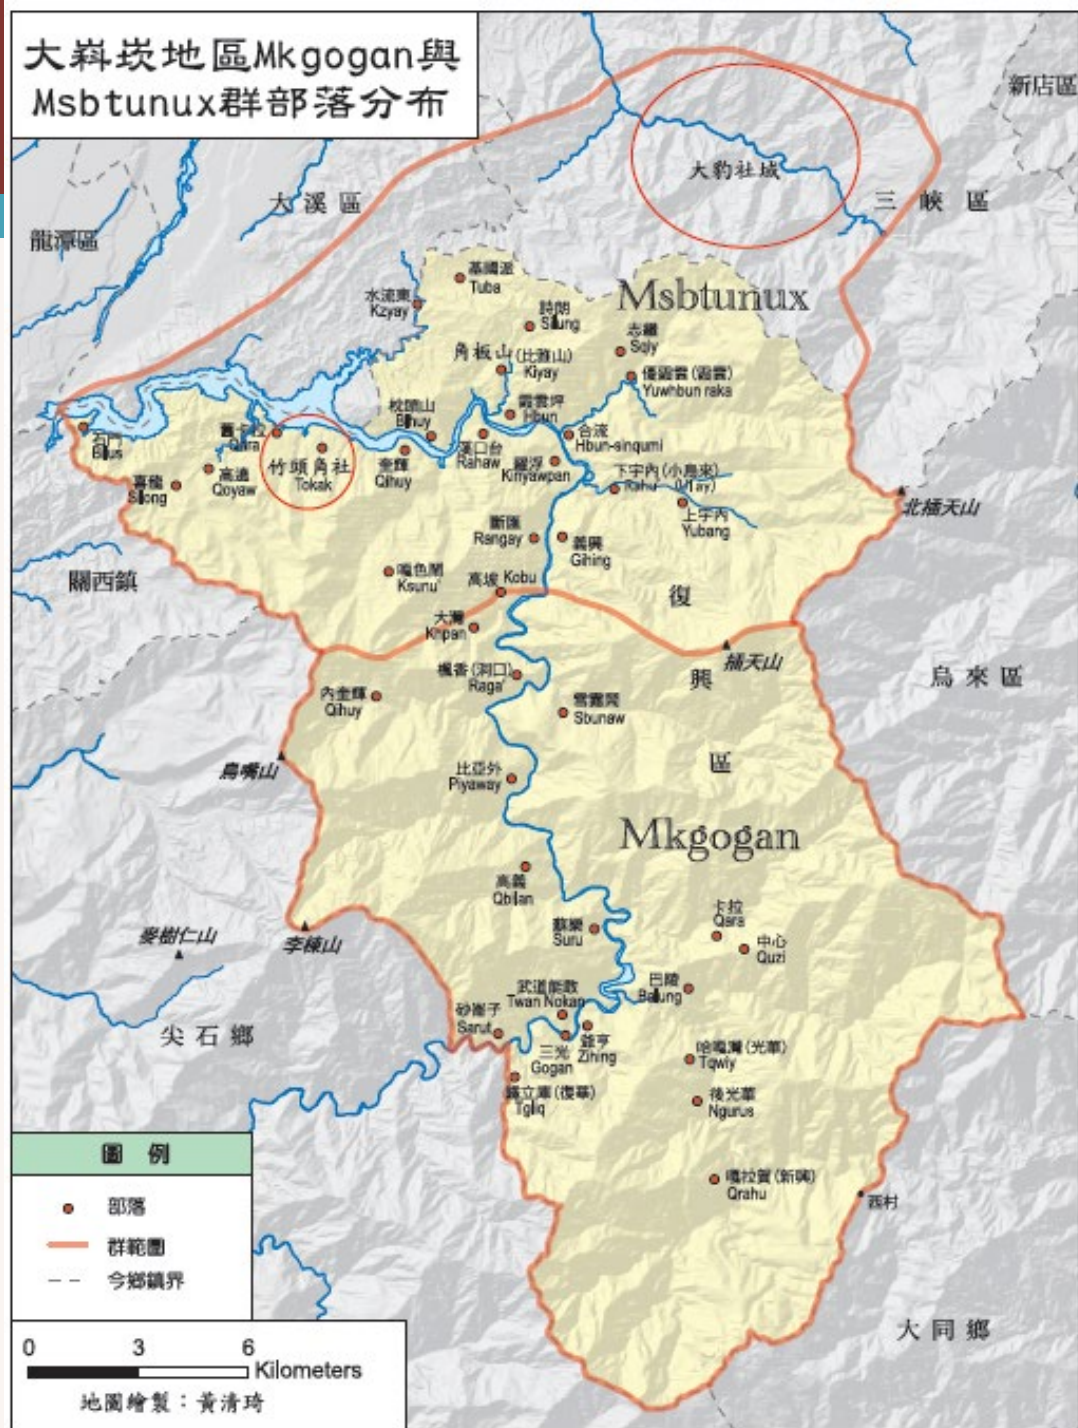 大嵙崁地區Mkgogan與
Msbtunux群部落分布
新店區
大豹社域
大溪區
三峽區
龍潭區
基國派
Tuba
水流東
Kzyay
Msbtunux
詩朗
Silung
志繼
Sqiy
角板山(比雅山)
Kiyay
優霞雲(霞雲)
Yuwhbun raka
枕頭山
Bihuy
霞雲坪
Hbun
石門
舊卡拉
Qara
合流
Hbun-sinqumi
溪口台
Rahaw
竹頭角社
Tokak
奎輝
Qihuy
羅浮
Kinyawpan
高遶
Qoyaw
喜龍
下宇內(小烏來)
上宇內
Yubang
北插天山
斷匯
Rangay
義興
Gihing
關西鎮
嘎色鬧
Ksunu'
高坡 Kobu
復
大灣
Khpan
插天山
楓香(洞口)
Raga'
興
烏來區
內奎輝
Qihuy
雪霧鬧
Sbunaw
鳥嘴山
比亞外
Piyaway
區
Mkgogan
高義
Qbilan
卡拉
Qara
蘇樂
Suru
中心
Quzi
麥樹仁山
李棟山
巴陵
Balung
武道能敢
Twan Nokan
砂崙子
Sarut
尖石鄉
三光
Gogan
爺亨
Zihing
哈嘎灣(光華)
Tqwiy
鐵立庫(復華)
Tgliq
後光華
Ngurus
圖例
嘎拉賀(新興)
Qrahu
西村
部落
群範圍
今鄉鎮界
大同鄉
0 3 6
Kilometers
地圖繪製：黃清琦